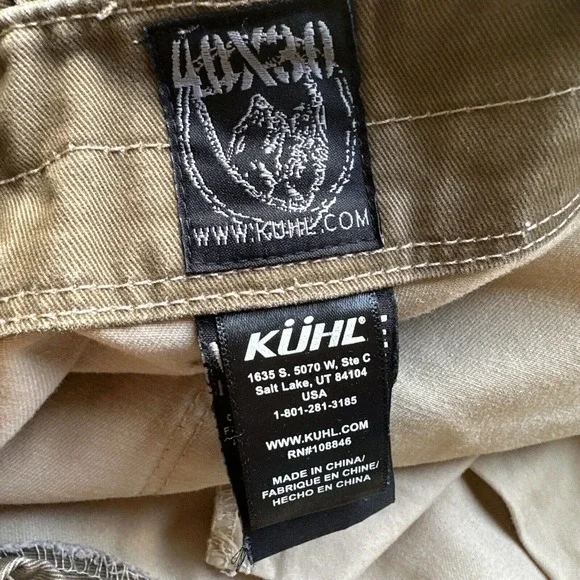 40X30
WWW.KUHL.COM
KÜHL
1635 S. 5070 W, Ste C
Salt Lake, UT 84104
USA
1-801-281-3185
WWW.KUHL.COM
RN#108846
MADE IN CHINA/
FABRIQUE EN CHINE/
HECHO EN CHINA